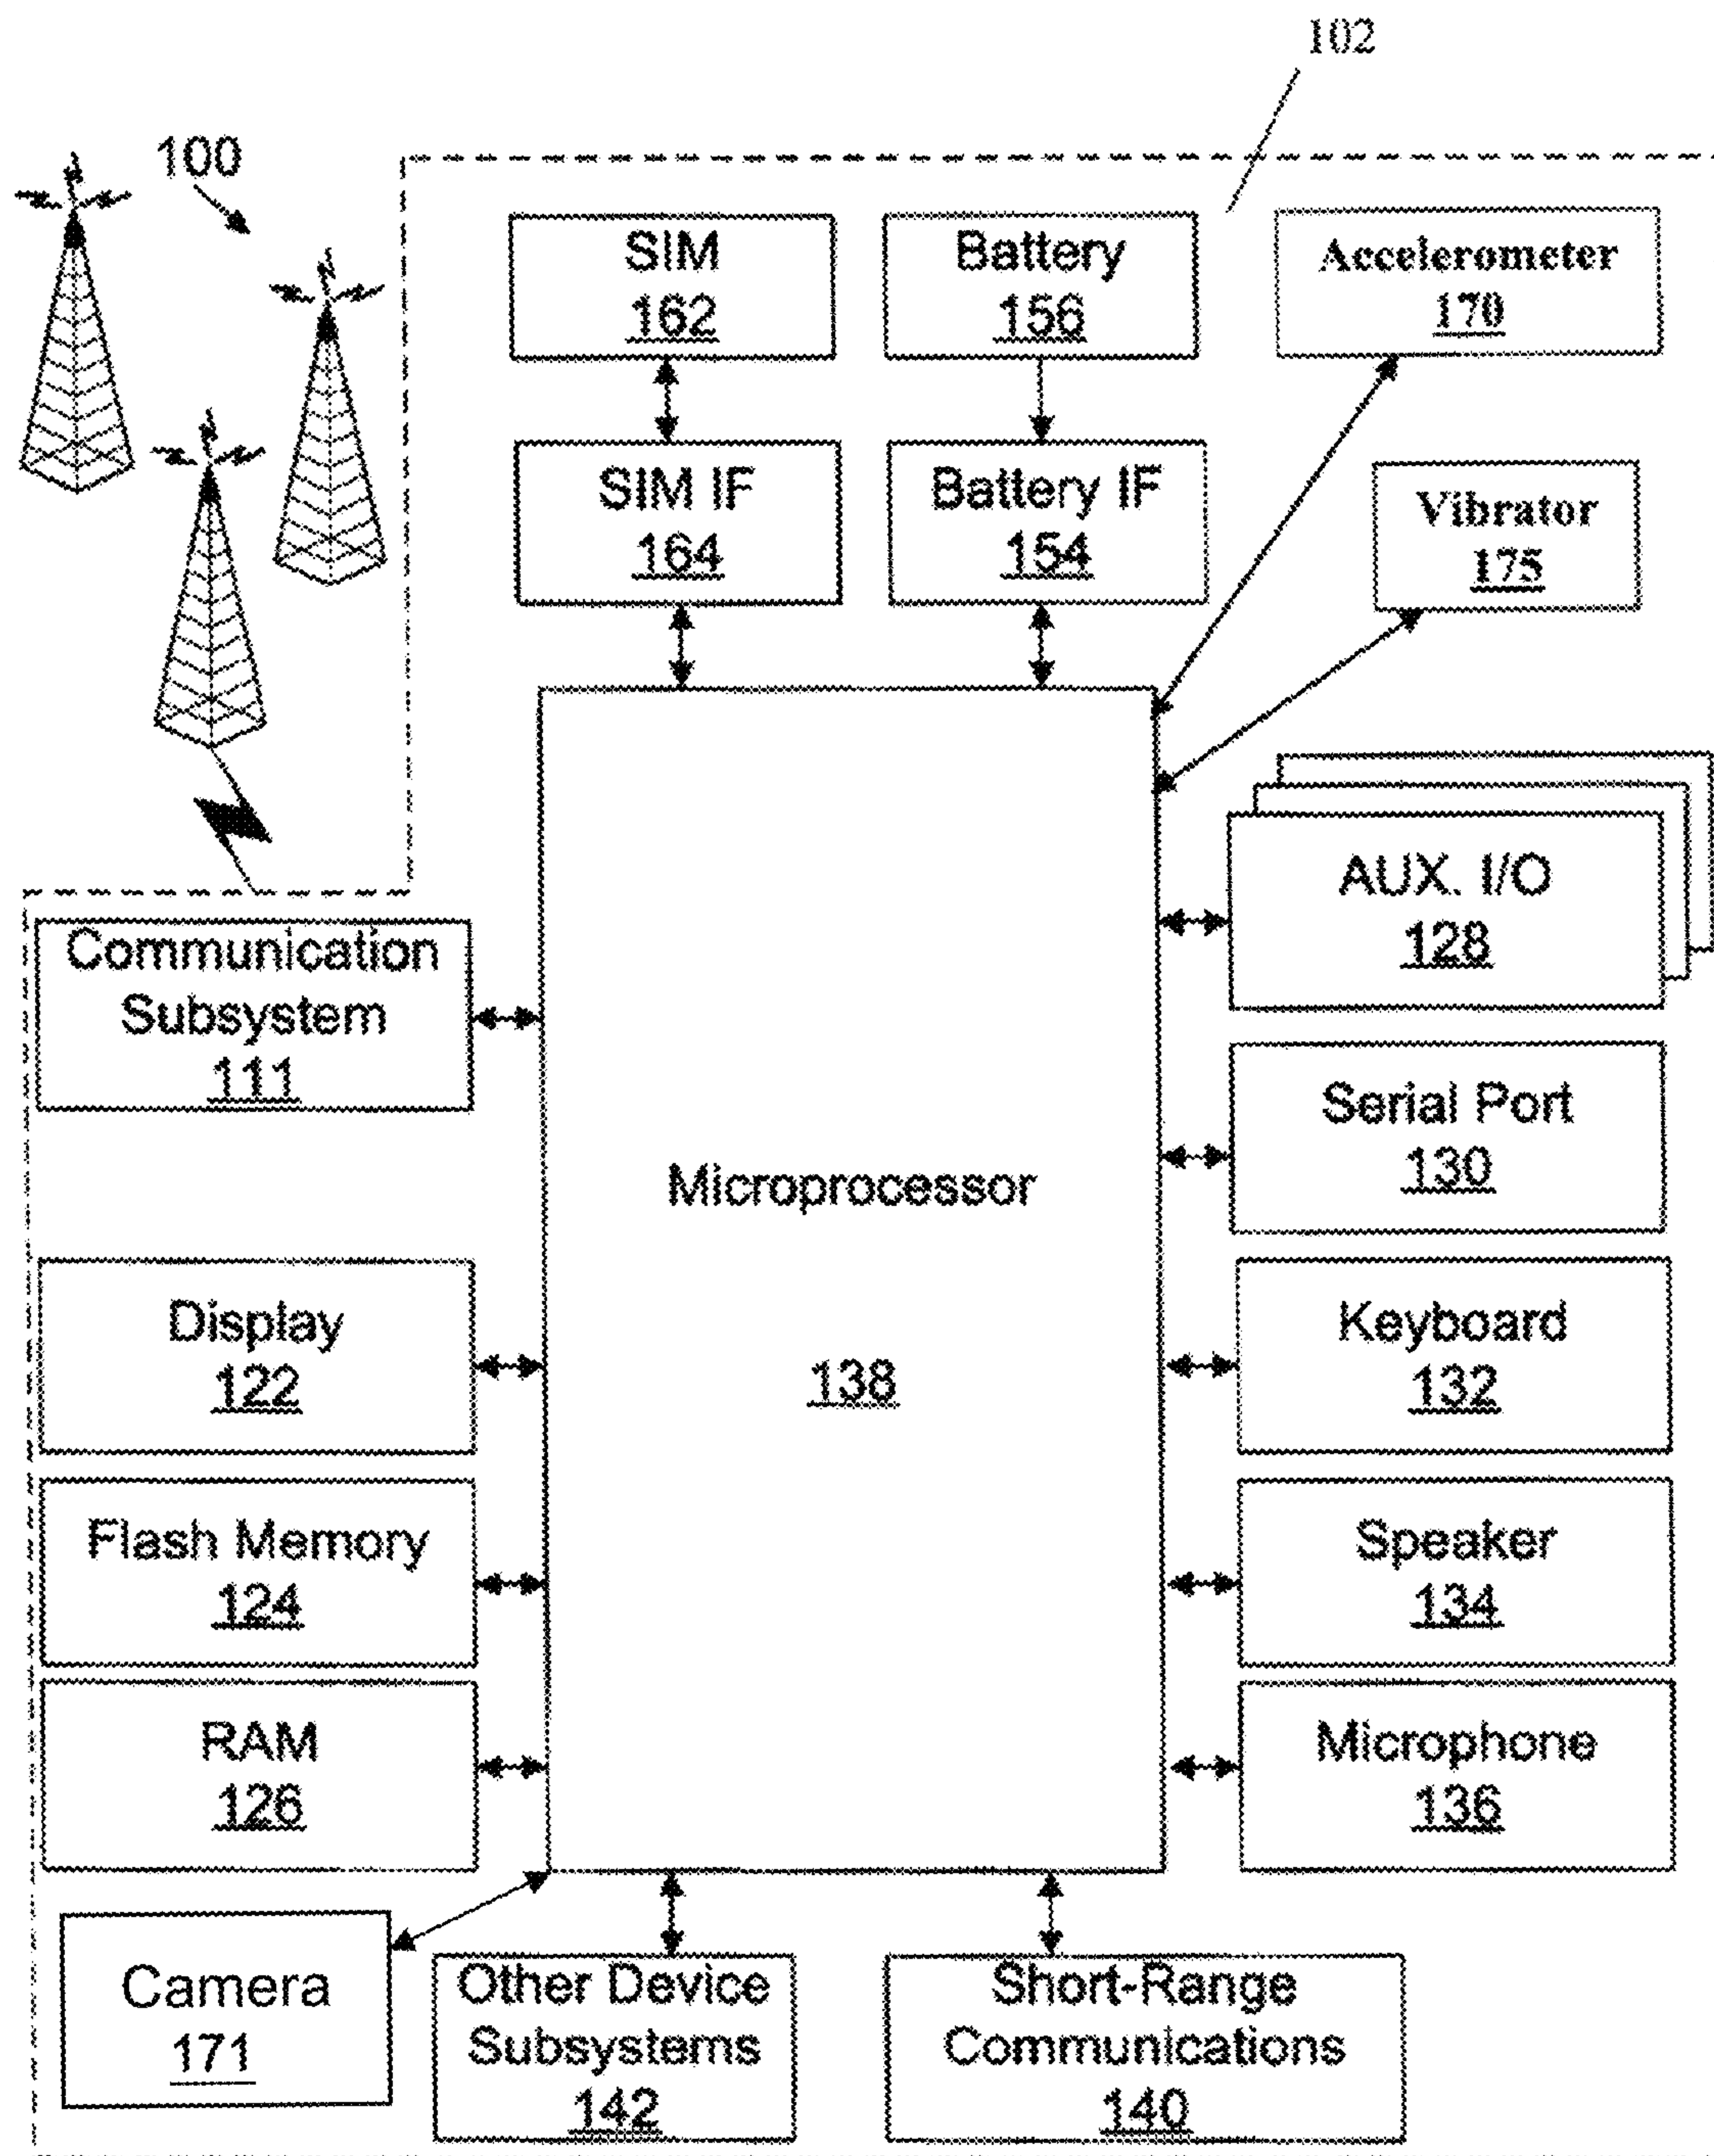 102
100
SIM
162
Battery
156
Accelerometer
170
SIM IF
164
Battery IF
154
Vibrator
175
AUX. I/O
128
Communication
Subsystem
111
Serial Port
130
Microprocessor
138
Display
122
Keyboard
132
Flash Memory
124
Speaker
134
RAM
126
Microphone
136
Camera
171
Other Device
Subsystems
142
Short-Range
Communications
140